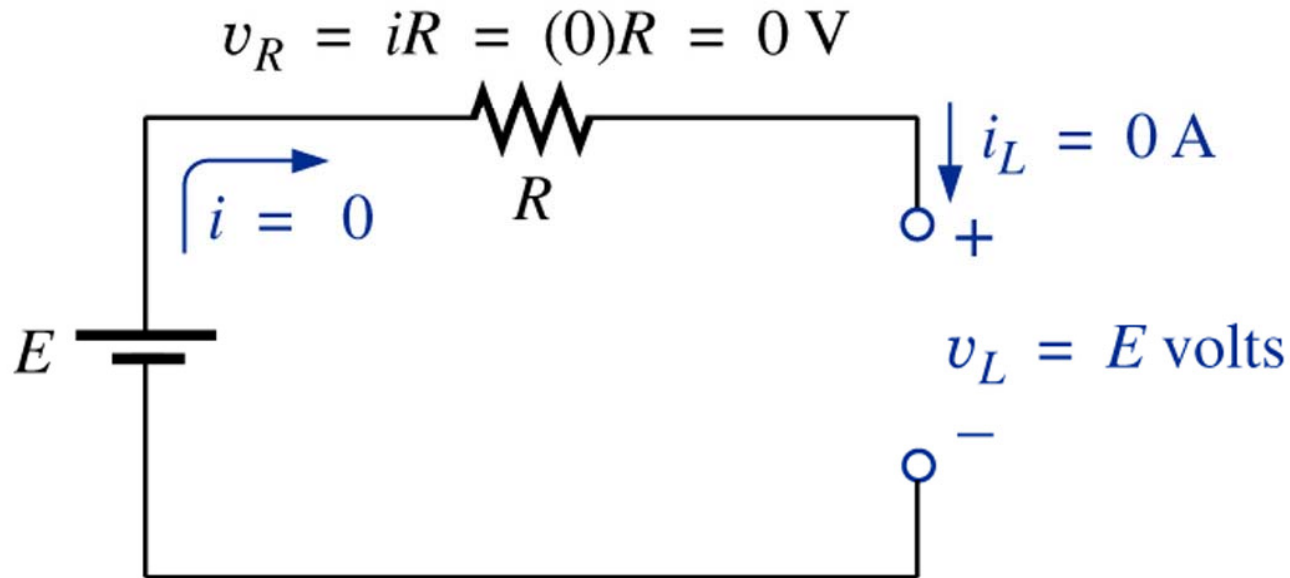 v_R = iR = (0)R = 0 V
i_L = 0 A
R
i = 0
+
E
v_L = E volts
−